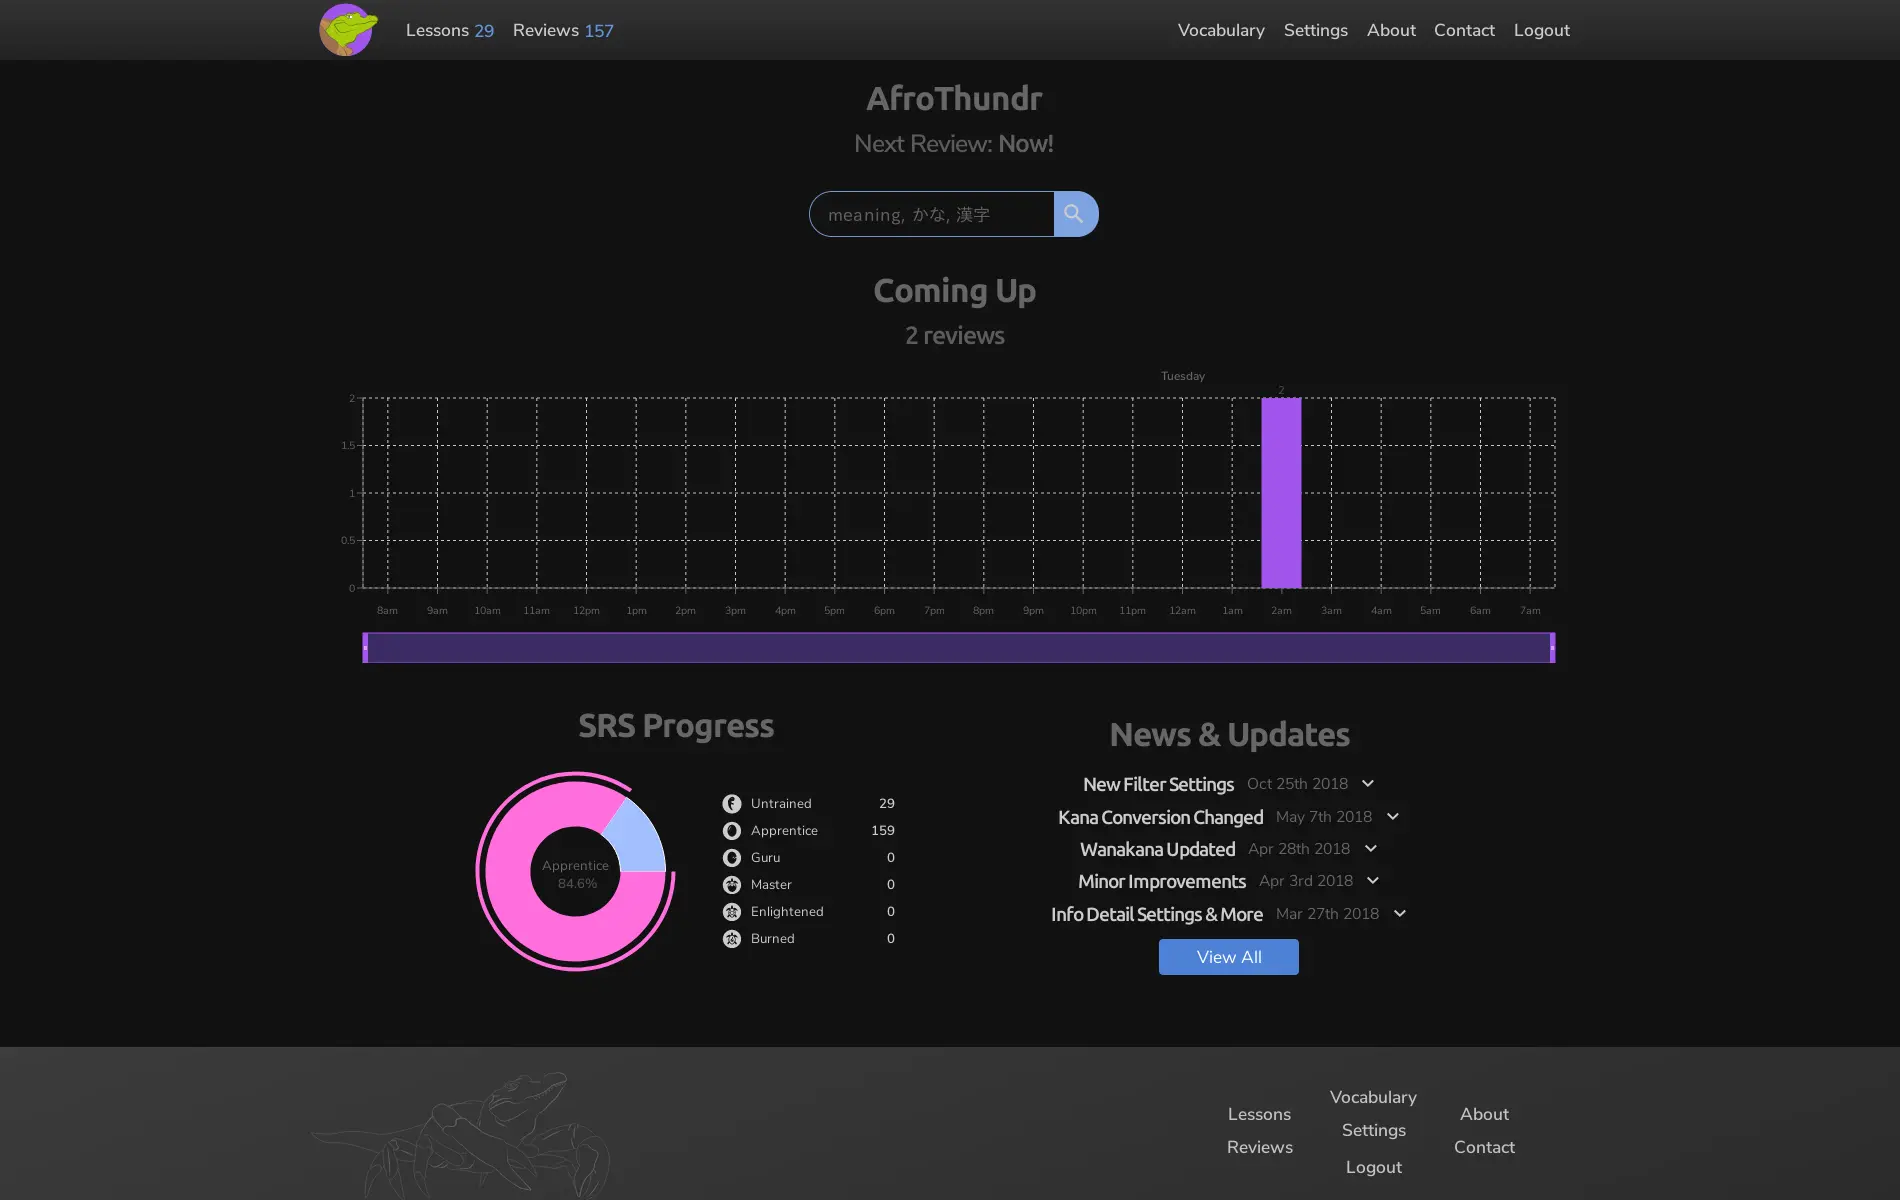 Lessons 29 Reviews 157 Vocabulary Settings About Contact Logout
AfroThundr
Next Review: Now!
meaning, かな, 漢字
Coming Up
2 reviews
Tuesday
2
2
1.5
1
0.5
0
8am 9am 10am 11am 12pm 1pm 2pm 3pm 4pm 5pm 6pm 7pm 8pm 9pm 10pm 11pm 12am 1am 2am 3am 4am 5am 6am 7am
SRS Progress
Apprentice
84.6%
Untrained 29
Apprentice 159
Guru 0
Master 0
Enlightened 0
Burned 0
News & Updates
New Filter Settings Oct 25th 2018
Kana Conversion Changed May 7th 2018
Wanakana Updated Apr 28th 2018
Minor Improvements Apr 3rd 2018
Info Detail Settings & More Mar 27th 2018
View All
Lessons
Reviews
Vocabulary
Settings
Logout
About
Contact